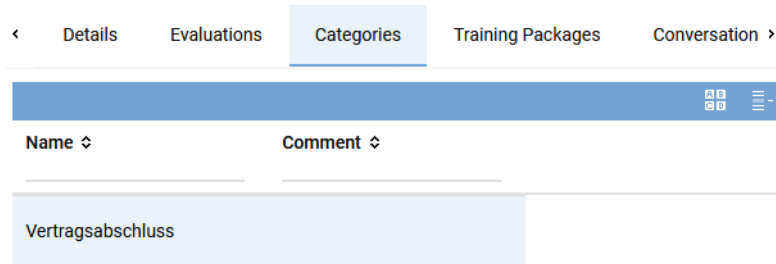 Details Evaluations Categories Training Packages Conversation
A B
C D
Name Comment
Vertragsabschluss